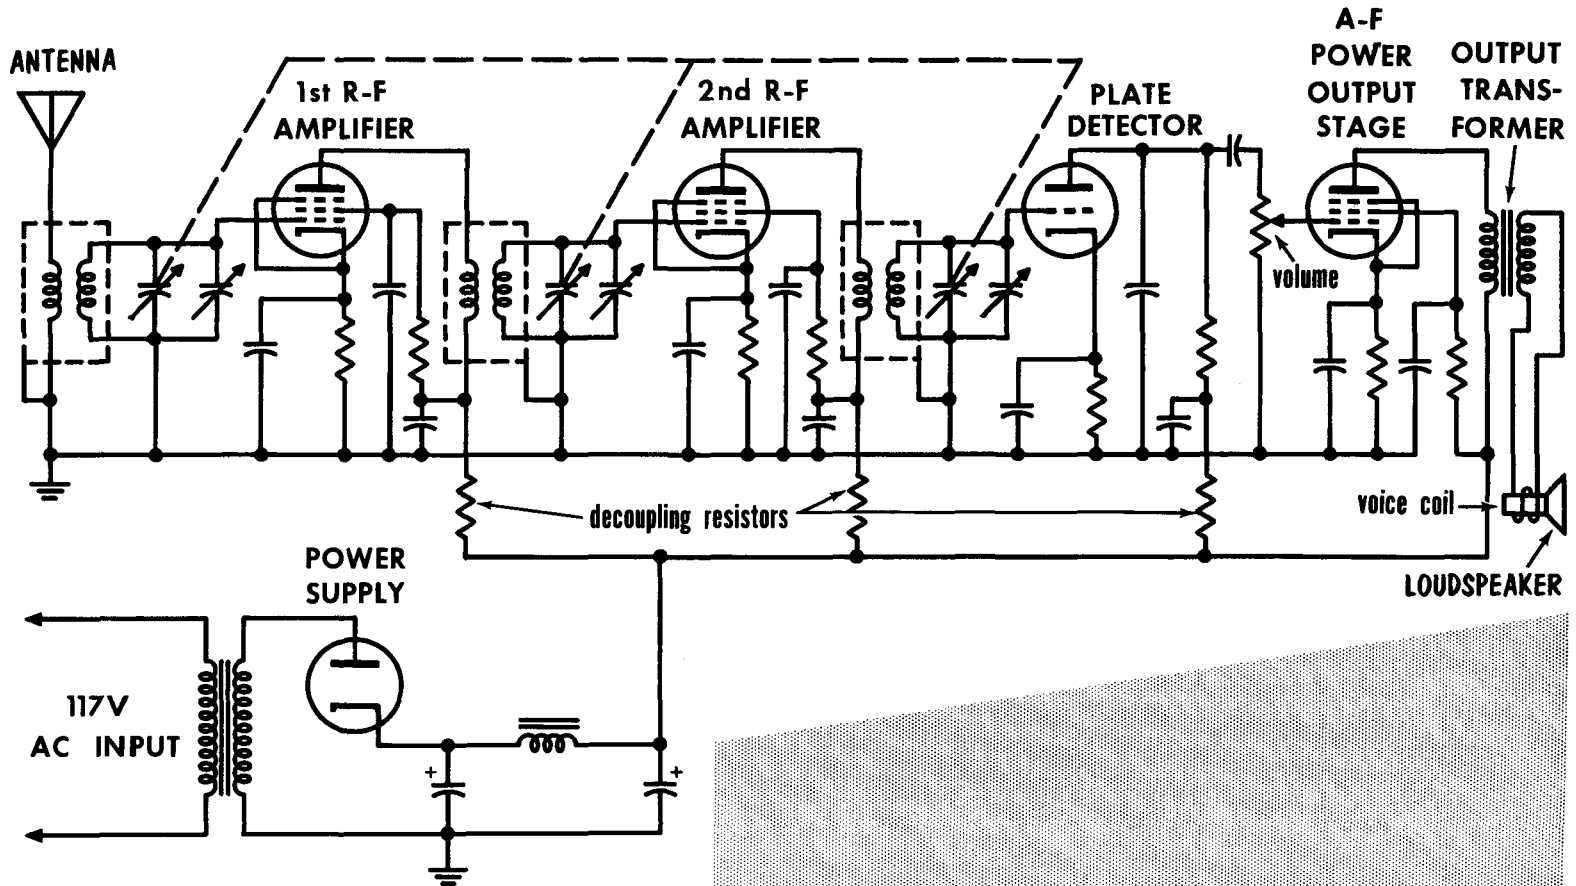 ANTENNA
1st R-F
AMPLIFIER
2nd R-F
AMPLIFIER
PLATE
DETECTOR
A-F
POWER
OUTPUT
STAGE
OUTPUT
TRANS-
FORMER
volume
decoupling resistors
voice coil
LOUDSPEAKER
POWER
SUPPLY
117V
AC INPUT
+
+